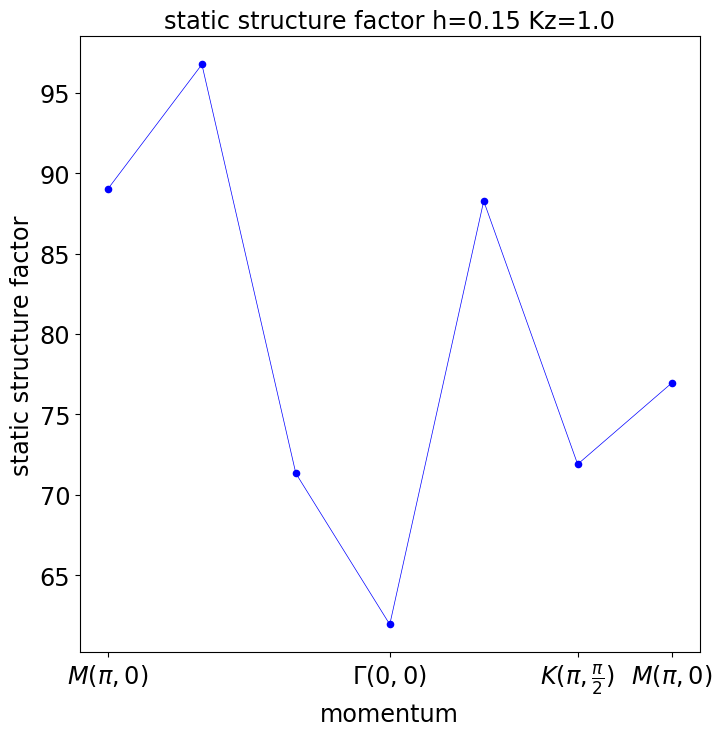 static structure factor h=0.15 Kz=1.0
static structure factor
95
90
85
80
75
70
65
M(π, 0)
Γ(0, 0)
K(π, π/2)
M(π, 0)
momentum